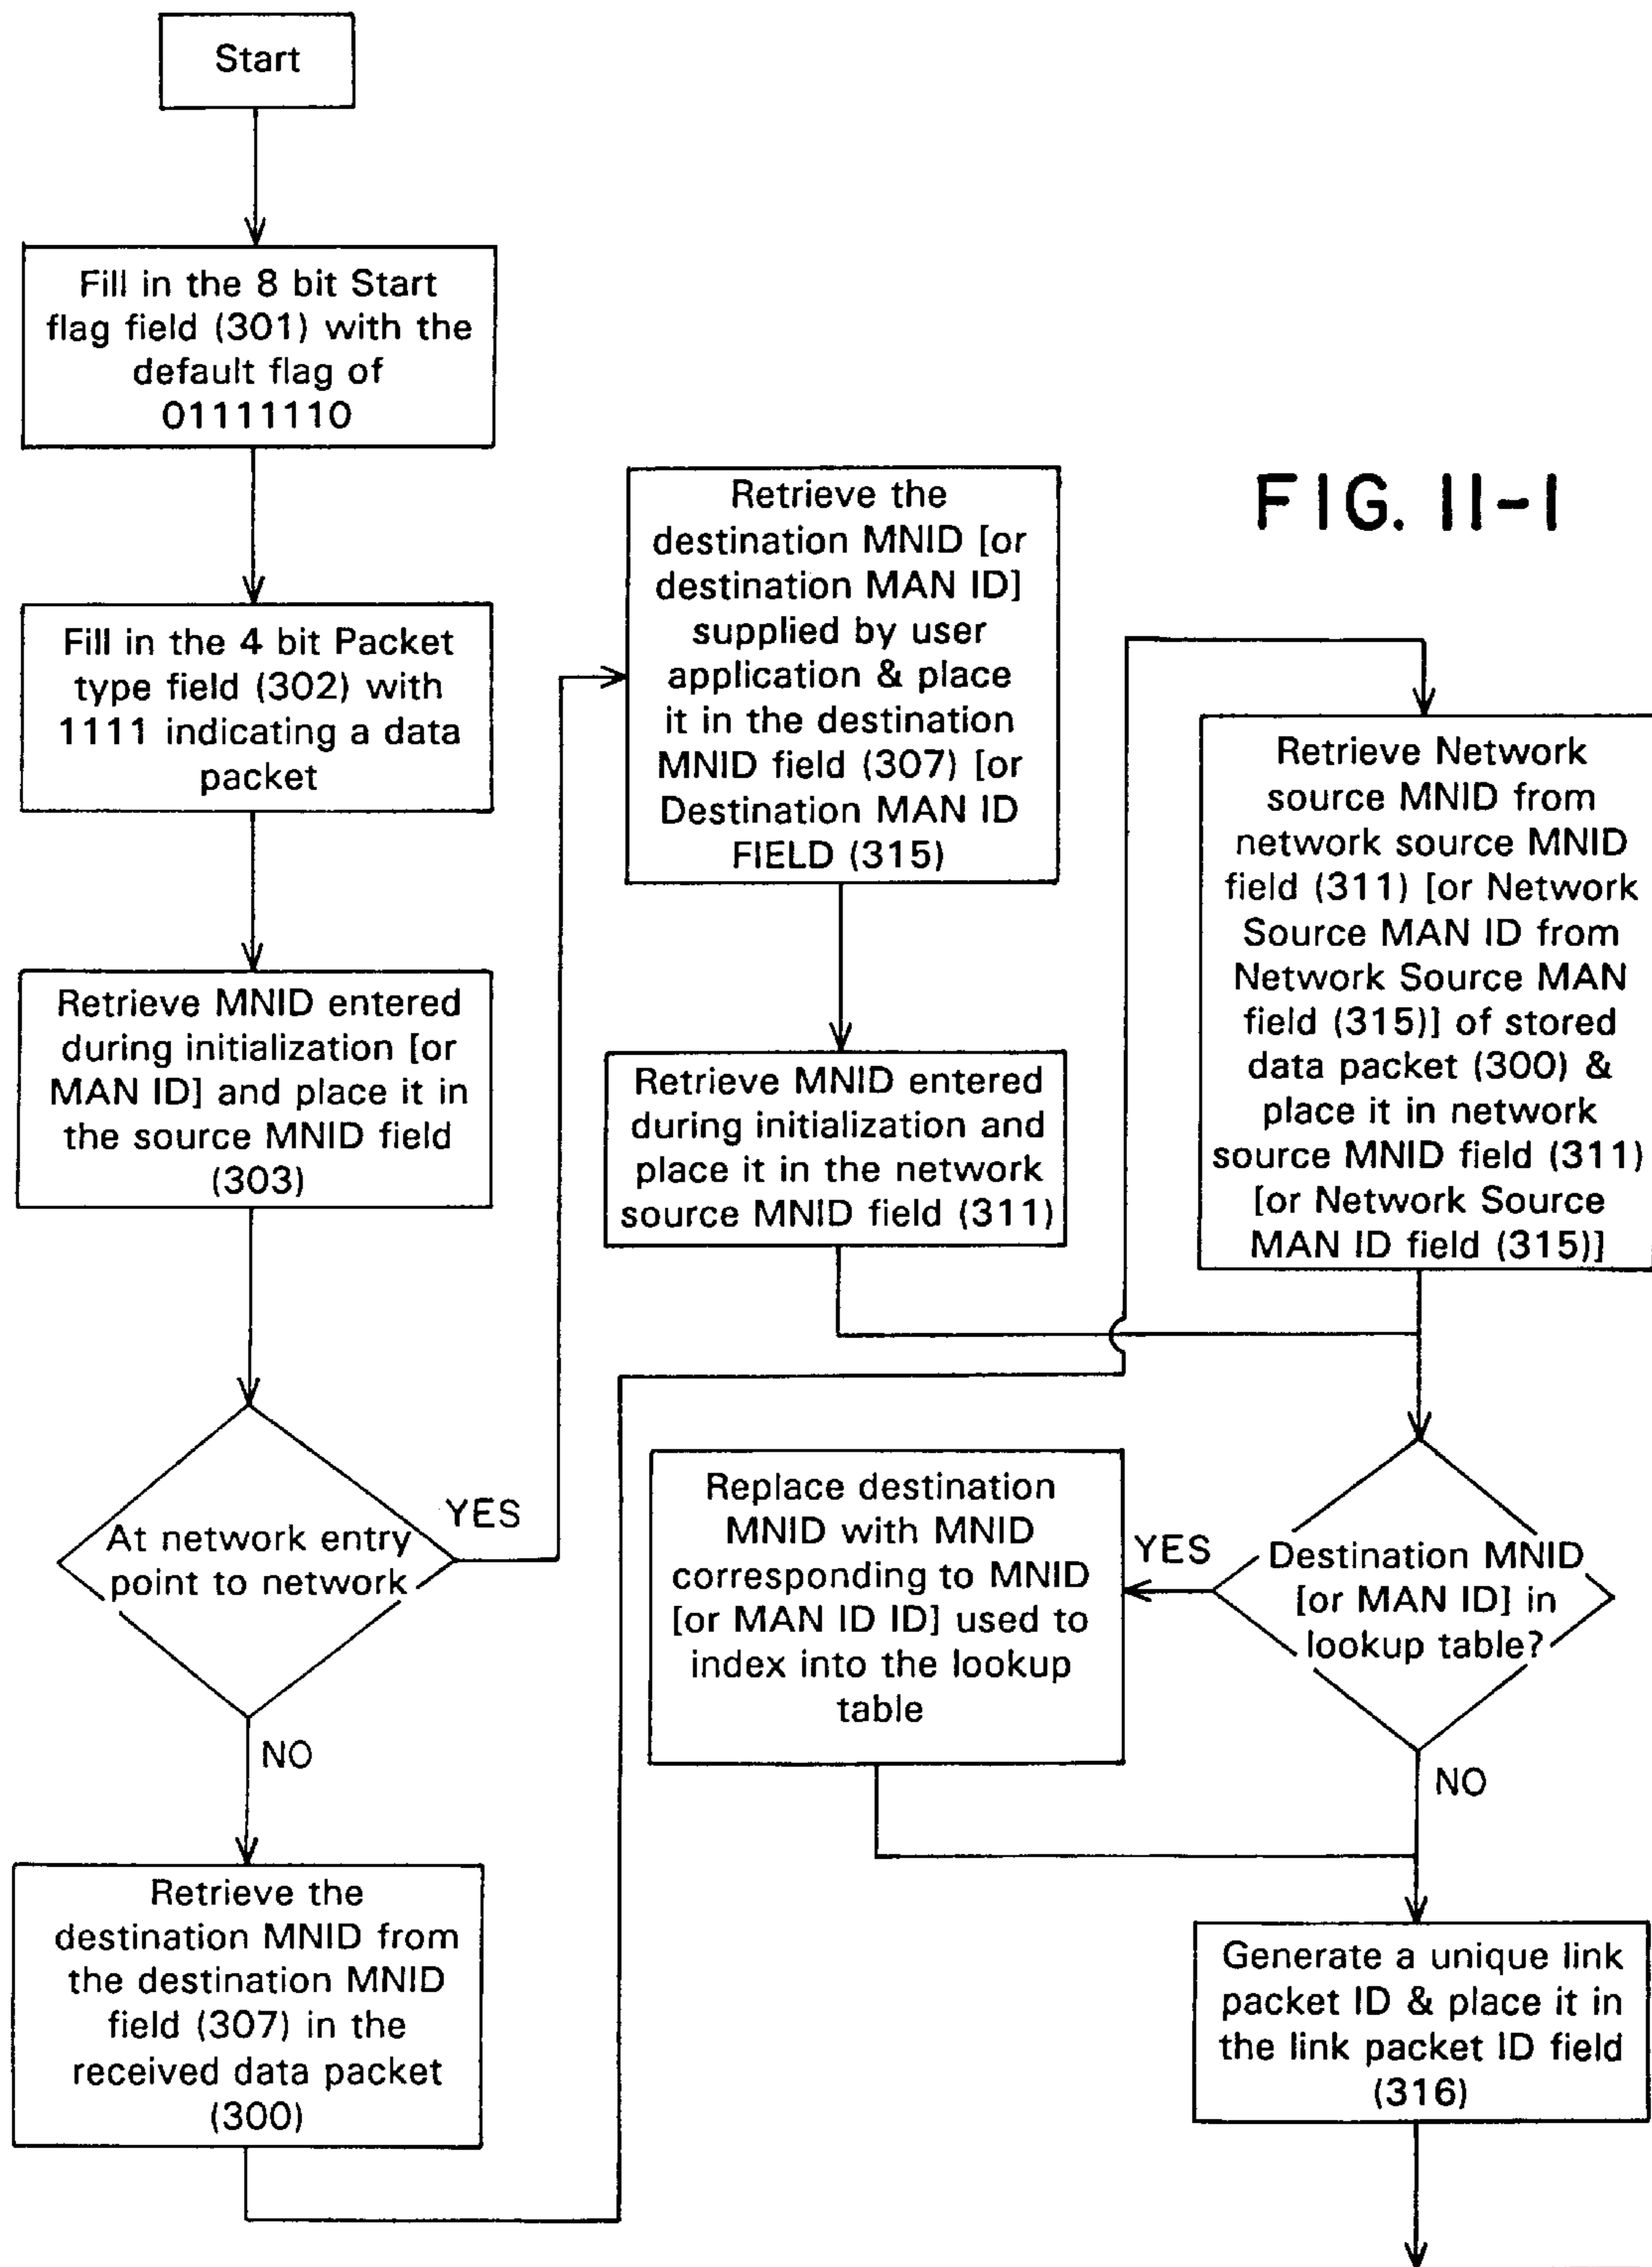 Start
Fill in the 8 bit Start
flag field (301) with the
default flag of
01111110
Fill in the 4 bit Packet
type field (302) with
1111 indicating a data
packet
Retrieve MNID entered
during initialization [or
MAN ID] and place it in
the source MNID field
(303)
At network entry
point to network
YES
NO
Retrieve the
destination MNID from
the destination MNID
field (307) in the
received data packet
(300)
Retrieve the
destination MNID [or
destination MAN ID]
supplied by user
application & place
it in the destination
MNID field (307) [or
Destination MAN ID
FIELD (315)
Retrieve MNID entered
during initialization and
place it in the network
source MNID field (311)
FIG. 11-1
Retrieve Network
source MNID from
network source MNID
field (311) [or Network
Source MAN ID from
Network Source MAN
field (315)] of stored
data packet (300) &
place it in network
source MNID field (311)
[or Network Source
MAN ID field (315)]
Destination MNID
[or MAN ID] in
lookup table?
YES
Replace destination
MNID with MNID
corresponding to MNID
[or MAN ID ID] used to
index into the lookup
table
NO
Generate a unique link
packet ID & place it in
the link packet ID field
(316)